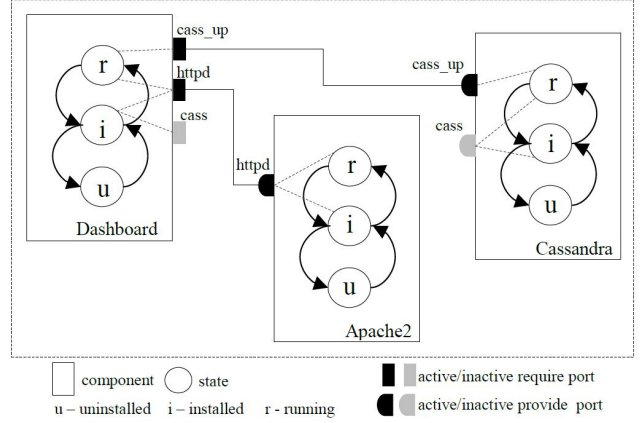 cass_up
r
httpd
cass
i
u
Dashboard
cass_up
r
cass
i
u
Cassandra
httpd
r
i
u
Apache2
component state active/inactive require port
u – uninstalled i – installed r - running active/inactive provide port